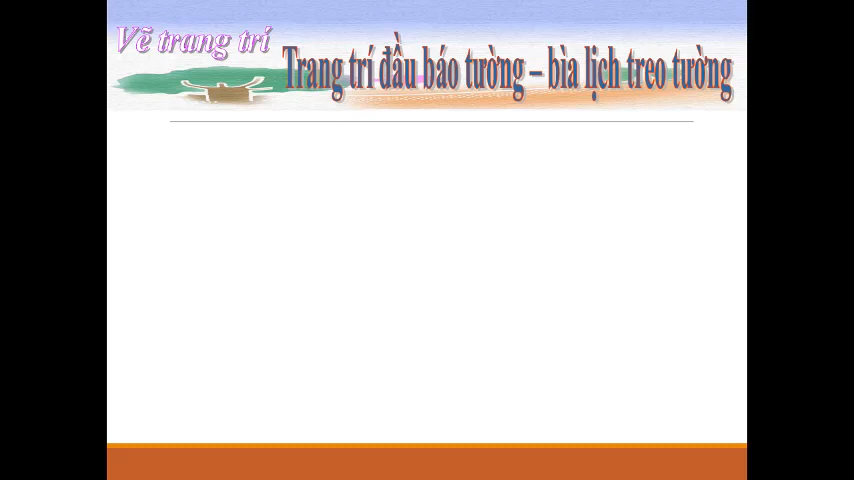 Vẽ trang trí
Trang trí đầu báo tường – bìa lịch treo tường